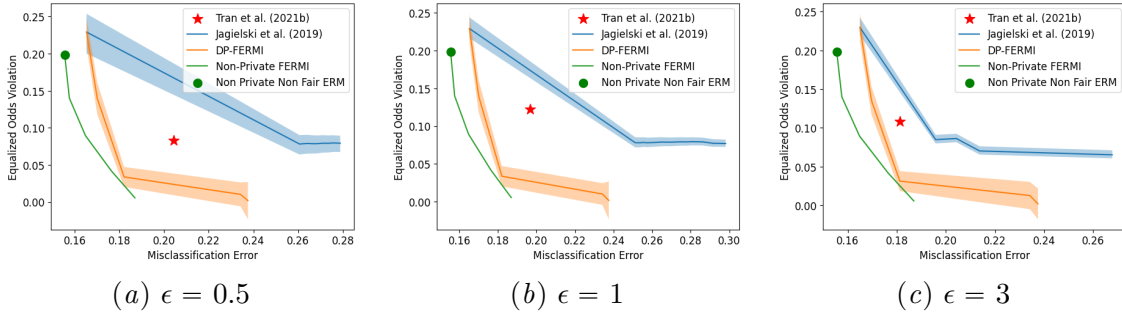 Equalized Odds Violation
0.25
0.20
0.15
0.10
0.05
0.00
Tran et al. (2021b)
Jagielski et al. (2019)
DP-FERMI
Non-Private FERMI
Non Private Non Fair ERM
0.16 0.18 0.20 0.22 0.24 0.26 0.28
Misclassification Error
(a) ϵ = 0.5
Equalized Odds Violation
0.25
0.20
0.15
0.10
0.05
0.00
Tran et al. (2021b)
Jagielski et al. (2019)
DP-FERMI
Non-Private FERMI
Non Private Non Fair ERM
0.16 0.18 0.20 0.22 0.24 0.26 0.28 0.30
Misclassification Error
(b) ϵ = 1
Equalized Odds Violation
0.25
0.20
0.15
0.10
0.05
0.00
Tran et al. (2021b)
Jagielski et al. (2019)
DP-FERMI
Non-Private FERMI
Non Private Non Fair ERM
0.16 0.18 0.20 0.22 0.24 0.26
Misclassification Error
(c) ϵ = 3